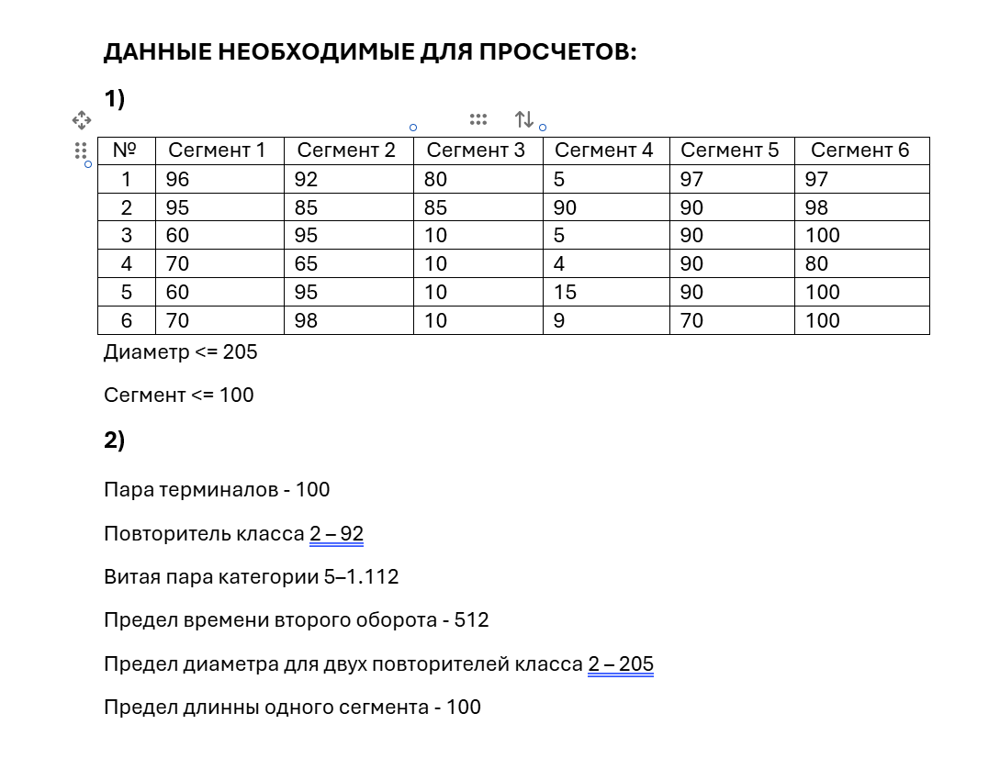 ДАННЫЕ НЕОБХОДИМЫЕ ДЛЯ ПРОСЧЕТОВ:
1)
№ Сегмент 1 Сегмент 2 Сегмент 3 Сегмент 4 Сегмент 5 Сегмент 6
1 96 92 80 5 97 97
2 95 85 85 90 90 98
3 60 95 10 5 90 100
4 70 65 10 4 90 80
5 60 95 10 15 90 100
6 70 98 10 9 70 100
Диаметр <= 205
Сегмент <= 100
2)
Пара терминалов - 100
Повторитель класса 2 – 92
Витая пара категории 5–1.112
Предел времени второго оборота - 512
Предел диаметра для двух повторителей класса 2 – 205
Предел длинны одного сегмента - 100